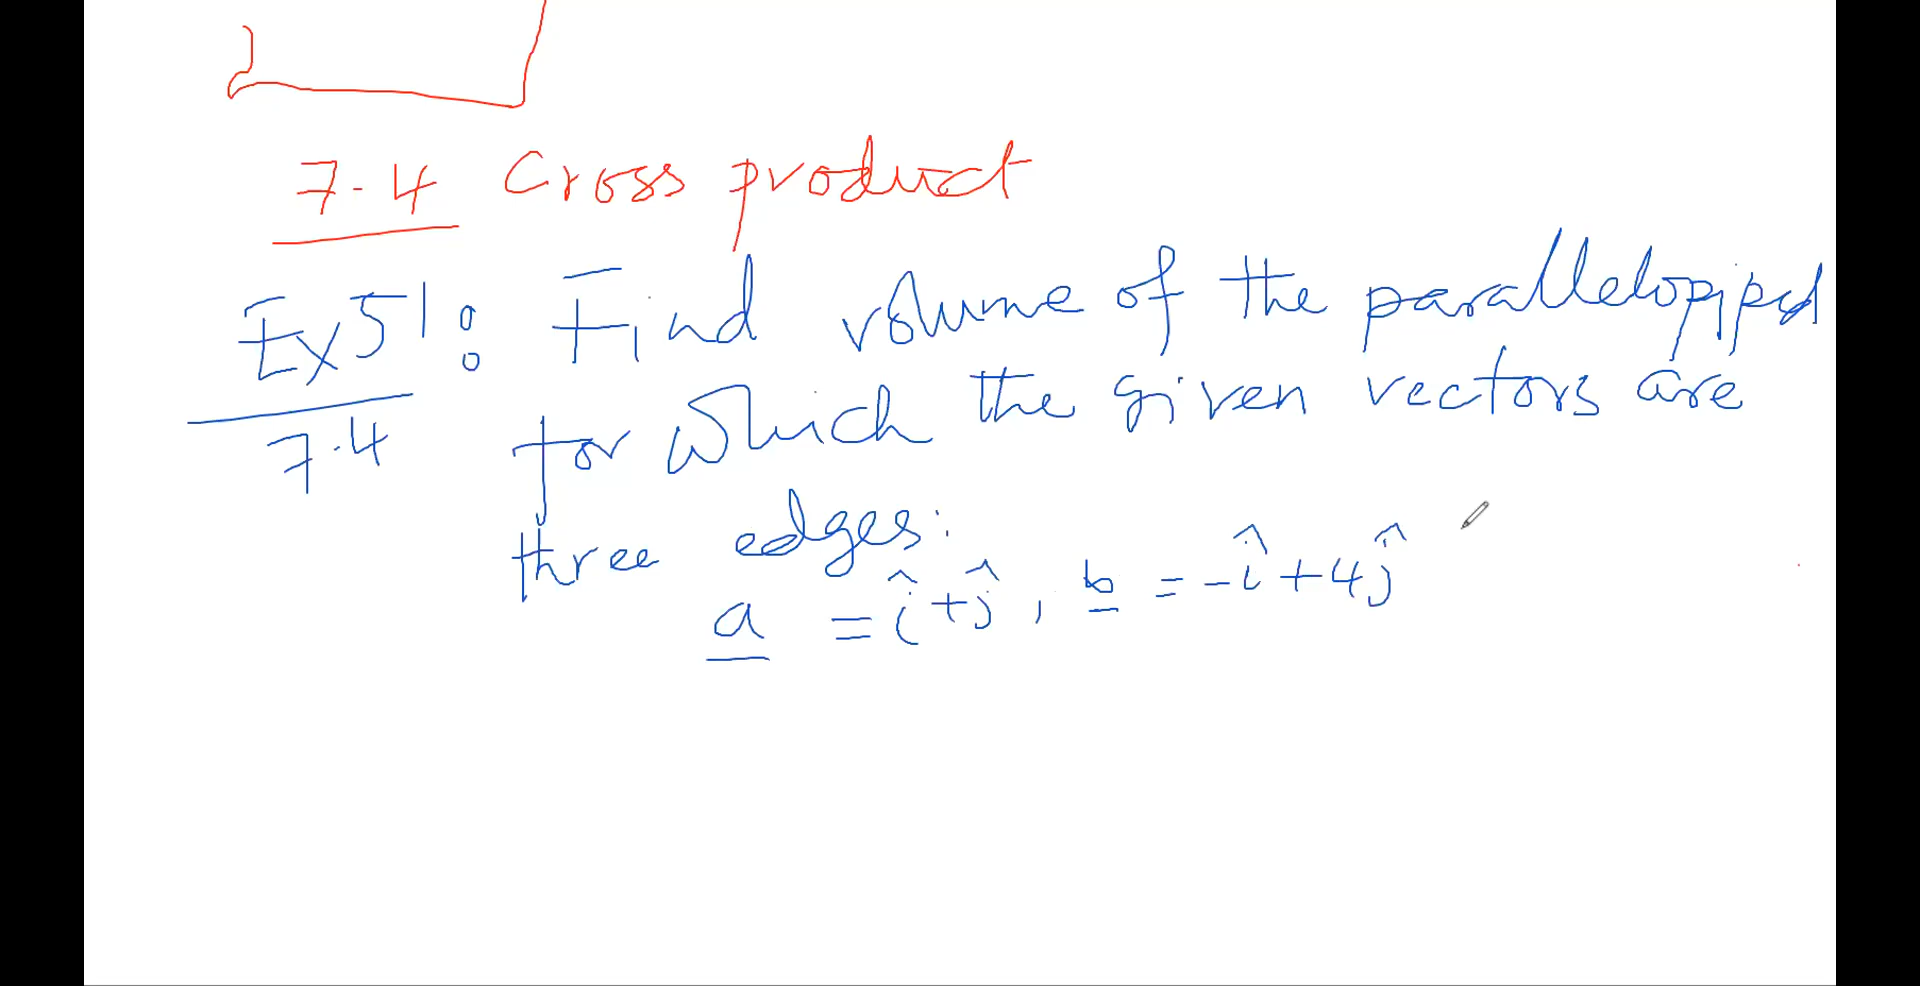 7.4 Cross product
Ex 51: Find volume of the parallelopiped
7.4 for which the given vectors are
three edges:
a = î+ĵ, b = -î+4ĵ